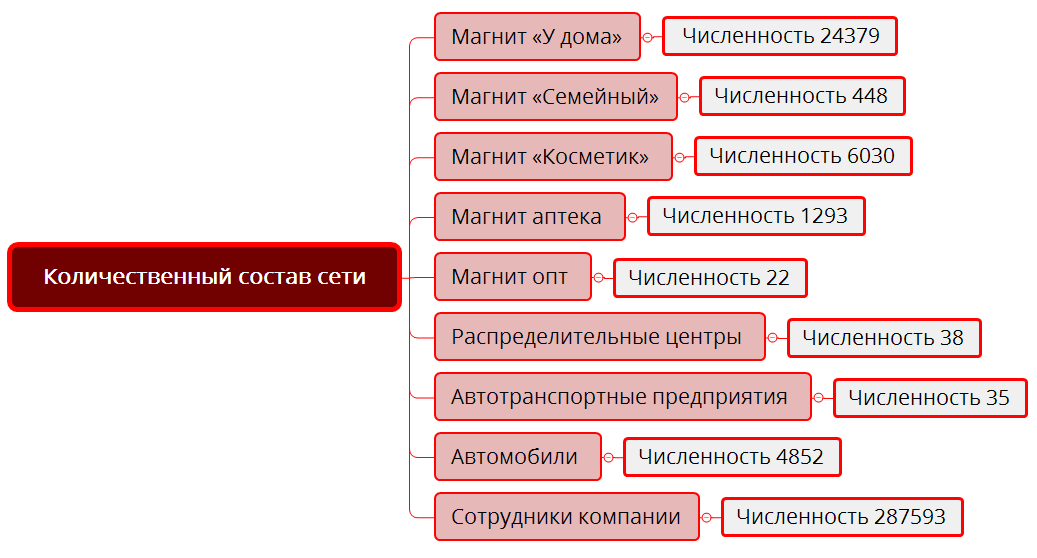 Количественный состав сети
Магнит «У дома»
Численность 24379
Магнит «Семейный»
Численность 448
Магнит «Косметик»
Численность 6030
Магнит аптека
Численность 1293
Магнит опт
Численность 22
Распределительные центры
Численность 38
Автотранспортные предприятия
Численность 35
Автомобили
Численность 4852
Сотрудники компании
Численность 287593